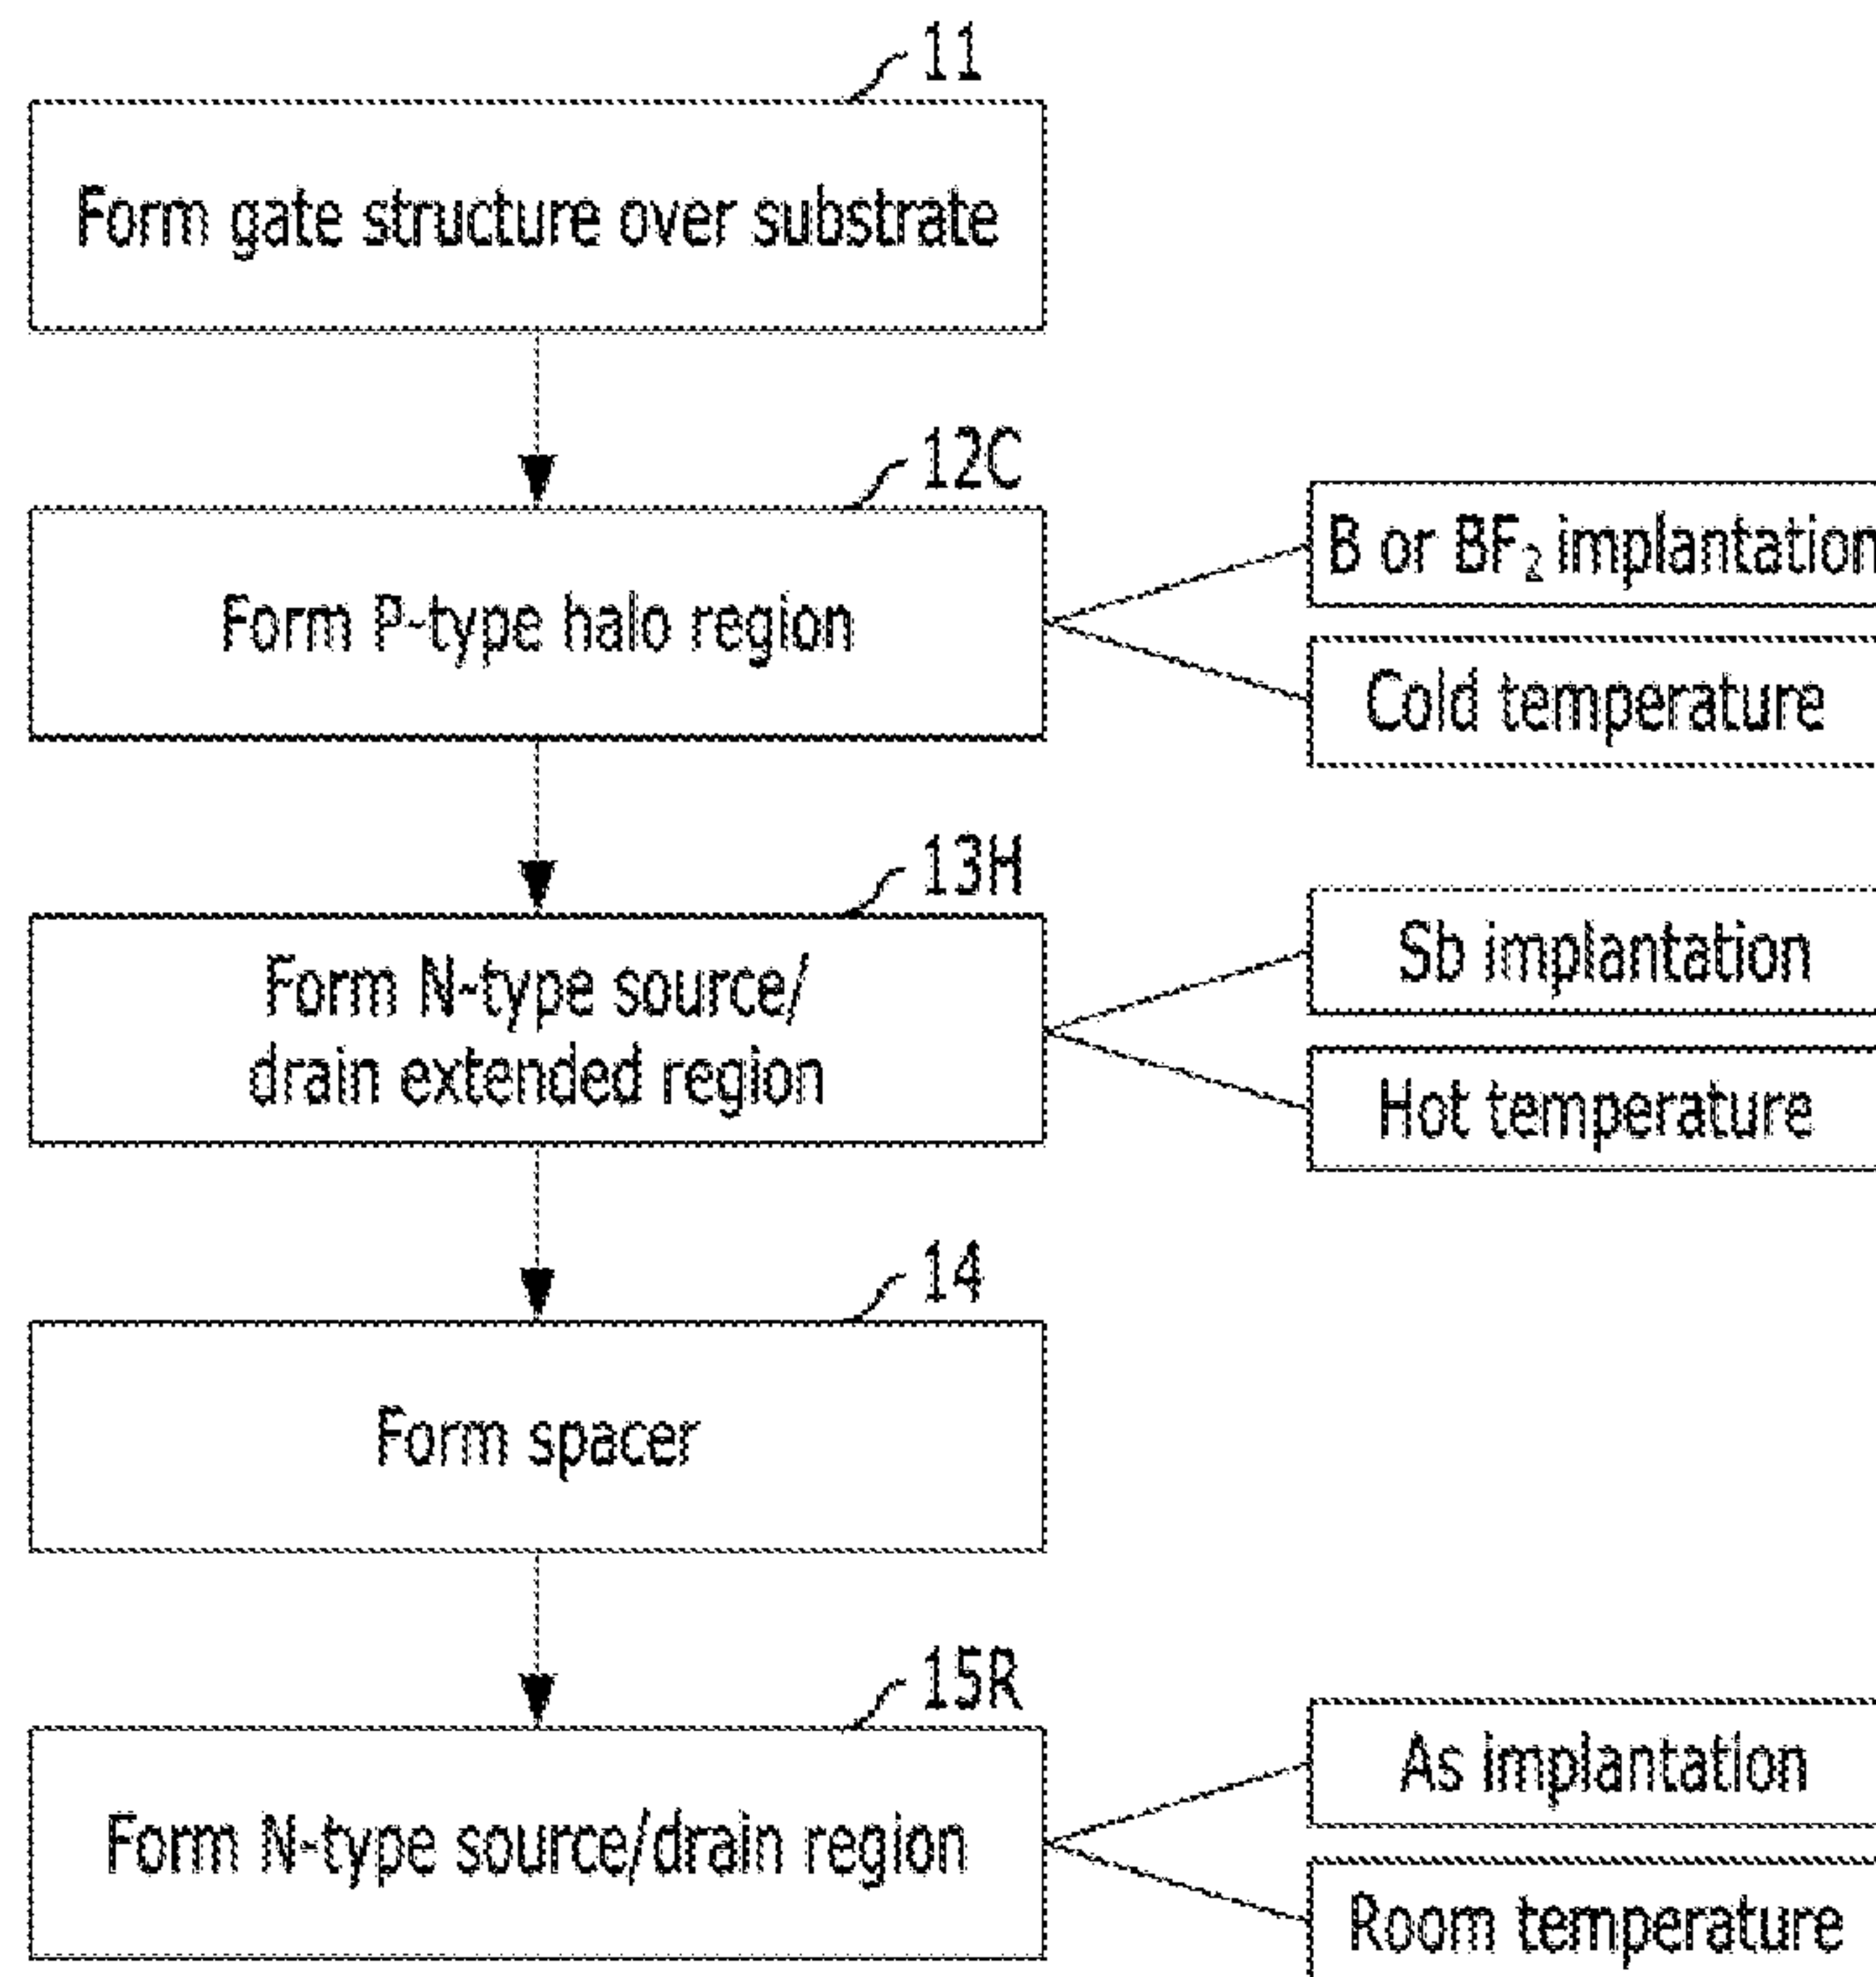 11
Form gate structure over substrate
12C
Form P-type halo region
B or BF₂ implantation
Cold temperature
13H
Form N-type source/
drain extended region
Sb implantation
Hot temperature
14
Form spacer
15R
Form N-type source/drain region
As implantation
Room temperature